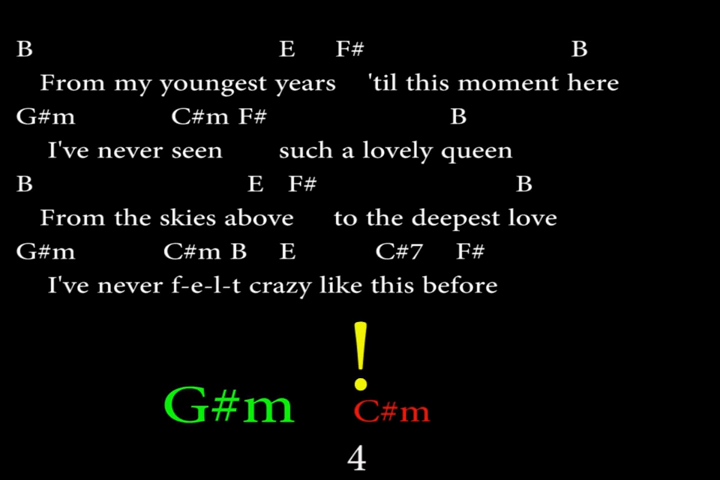 B E F# B
From my youngest years 'til this moment here
G#m C#m F# B
I've never seen such a lovely queen
B E F# B
From the skies above to the deepest love
G#m C#m B E C#7 F#
I've never f-e-l-t crazy like this before
!
G#m C#m
4